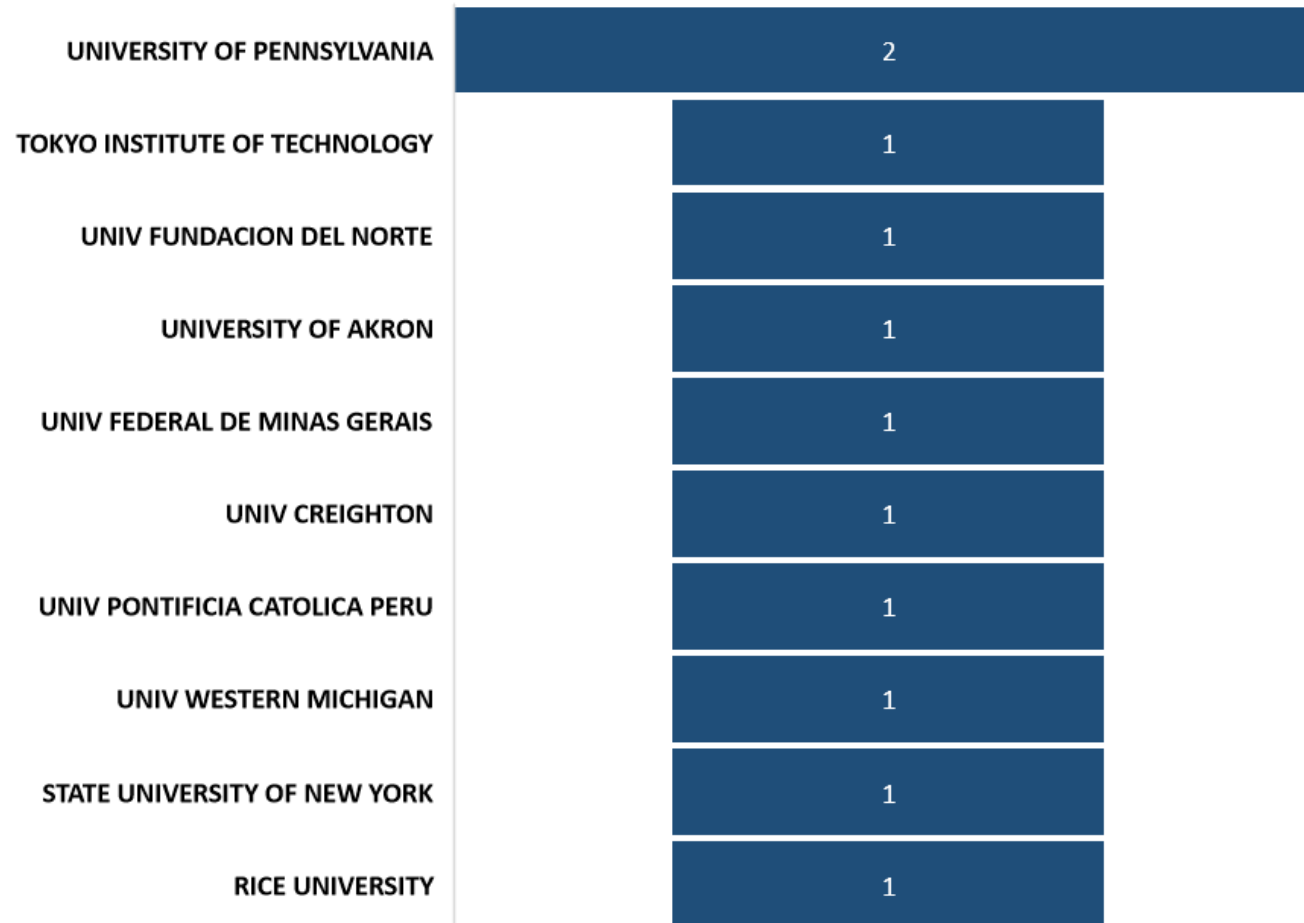 UNIVERSITY OF PENNSYLVANIA 2
TOKYO INSTITUTE OF TECHNOLOGY 1
UNIV FUNDACION DEL NORTE 1
UNIVERSITY OF AKRON 1
UNIV FEDERAL DE MINAS GERAIS 1
UNIV CREIGHTON 1
UNIV PONTIFICIA CATOLICA PERU 1
UNIV WESTERN MICHIGAN 1
STATE UNIVERSITY OF NEW YORK 1
RICE UNIVERSITY 1